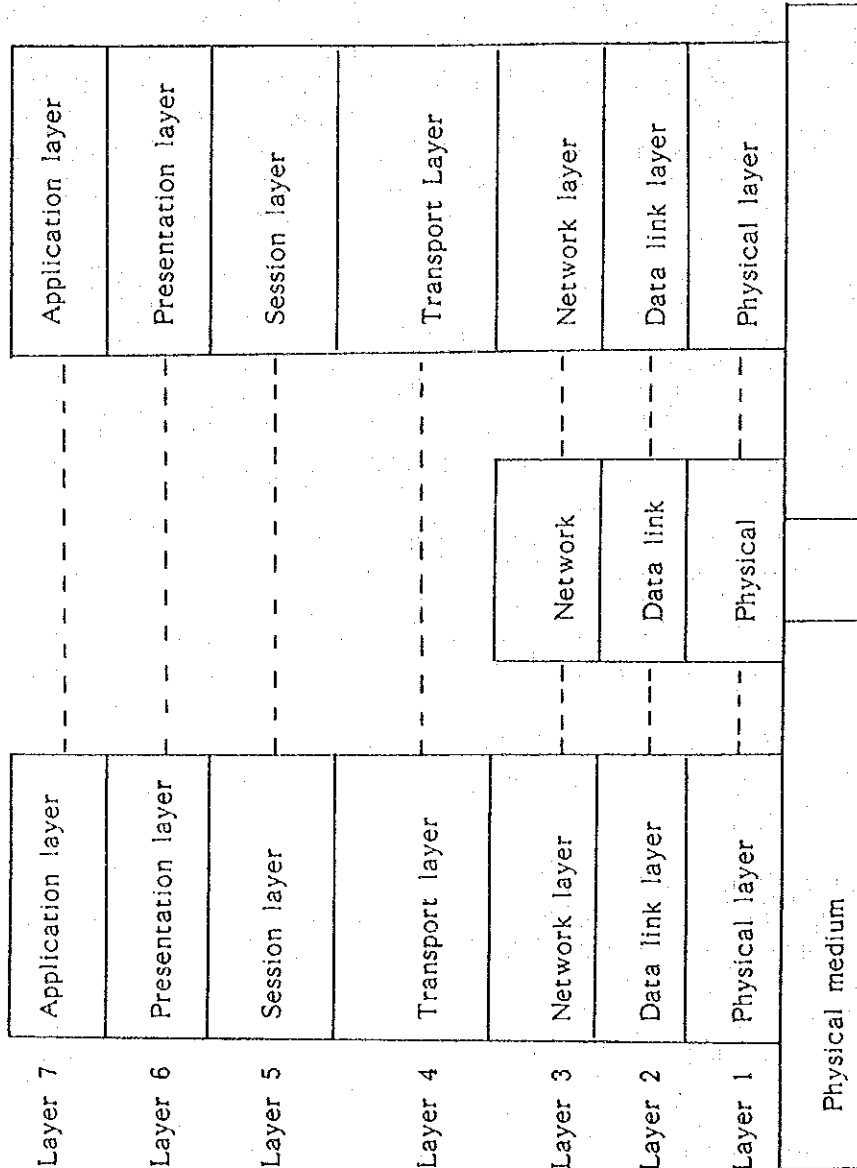 Layer 7 Application layer Application layer
Layer 6 Presentation layer Presentation layer
Layer 5 Session layer Session layer
Layer 4 Transport layer Transport Layer
Layer 3 Network layer Network Network layer
Layer 2 Data link layer Data link Data link layer
Layer 1 Physical layer Physical Physical layer
Physical medium